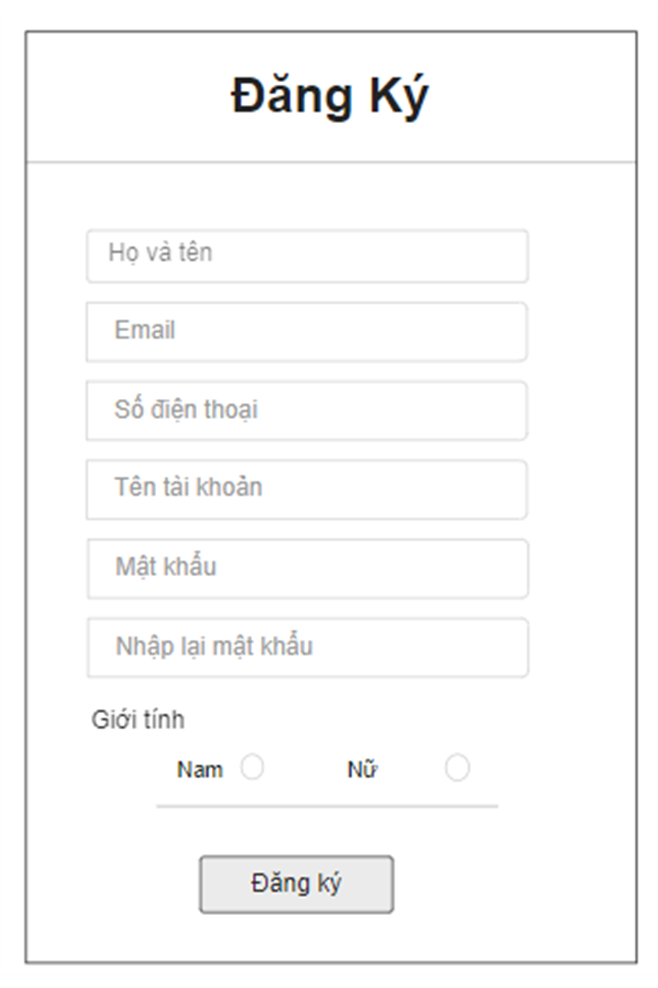 Đăng Ký
Họ và tên
Email
Số điện thoại
Tên tài khoản
Mật khẩu
Nhập lại mật khẩu
Giới tính
Nam Nữ
Đăng ký